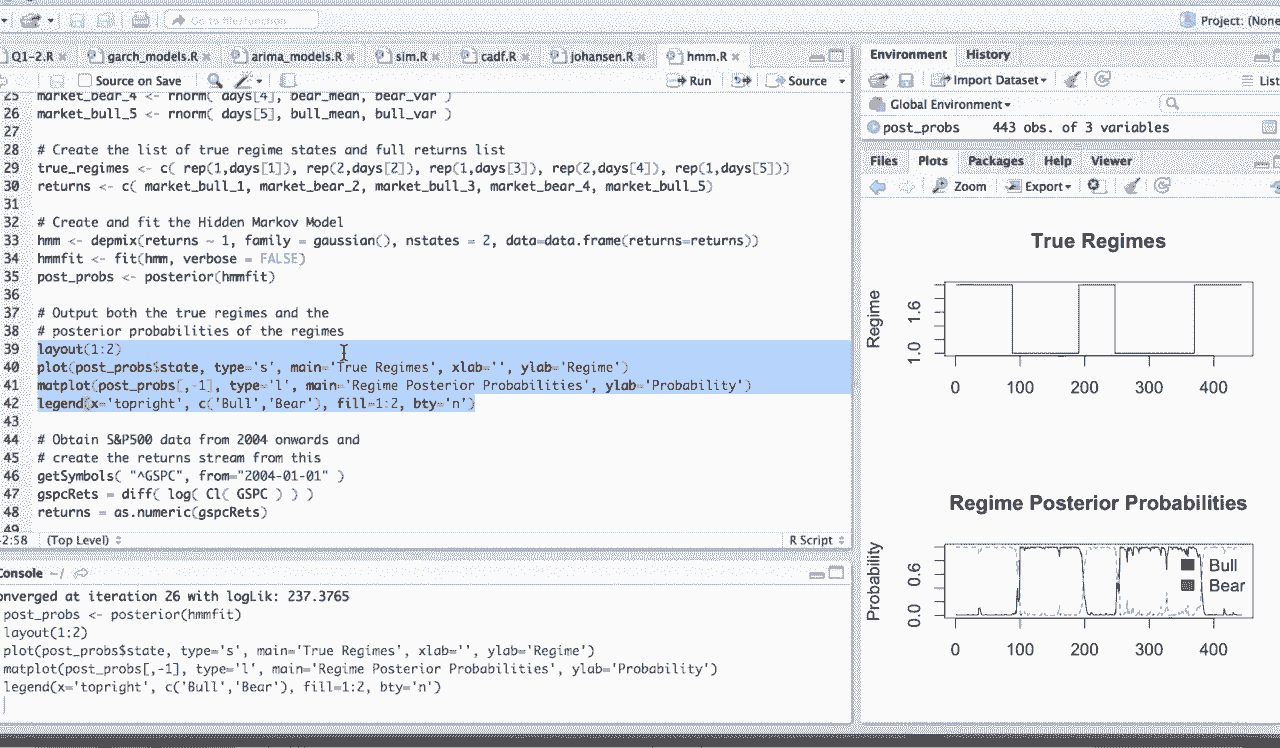 Go to file/function
Project: (None
Q1-2.R
garch_models.R
arima_models.R
sim.R
cadf.R
johansen.R
hmm.R
Source on Save
Run
Source
25 market_bear_4 <- rnorm( days[4], bear_mean, bear_var )
26 market_bull_5 <- rnorm( days[5], bull_mean, bull_var )
27
28 # Create the list of true regime states and full returns list
29 true_regimes <- c( rep(1,days[1]), rep(2,days[2]), rep(1,days[3]), rep(2,days[4]), rep(1,days[5]))
30 returns <- c( market_bull_1, market_bear_2, market_bull_3, market_bear_4, market_bull_5)
31
32 # Create and fit the Hidden Markov Model
33 hmm <- depmix(returns ~ 1, family = gaussian(), nstates = 2, data=data.frame(returns=returns))
34 hmmfit <- fit(hmm, verbose = FALSE)
35 post_probs <- posterior(hmmfit)
36
37 # Output both the true regimes and the
38 # posterior probabilities of the regimes
39 layout(1:2)
40 plot(post_probs$state, type='s', main='True Regimes', xlab='', ylab='Regime')
41 matplot(post_probs[,-1], type='l', main='Regime Posterior Probabilities', ylab='Probability')
42 legend(x='topright', c('Bull','Bear'), fill=1:2, bty='n')
43
44 # Obtain S&P500 data from 2004 onwards and
45 # create the returns stream from this
46 getSymbols( "^GSPC", from="2004-01-01" )
47 gspcRets = diff( log( Cl( GSPC ) ) )
48 returns = as.numeric(gspcRets)
49
2:58 (Top Level)
R Script
Console ~/
onverged at iteration 26 with logLik: 237.3765
post_probs <- posterior(hmmfit)
layout(1:2)
plot(post_probs$state, type='s', main='True Regimes', xlab='', ylab='Regime')
matplot(post_probs[,-1], type='l', main='Regime Posterior Probabilities', ylab='Probability')
legend(x='topright', c('Bull','Bear'), fill=1:2, bty='n')
Environment History
Import Dataset
List
Global Environment
post_probs 443 obs. of 3 variables
Files Plots Packages Help Viewer
Zoom Export
True Regimes
Regime
1.6
1.0
0 100 200 300 400
Regime Posterior Probabilities
Probability
0.6
0.0
Bull
Bear
0 100 200 300 400